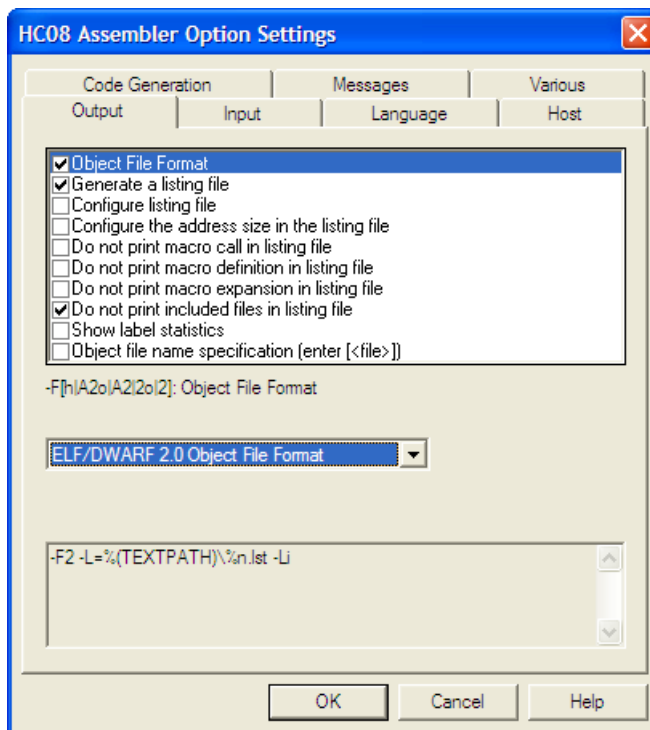 HC08 Assembler Option Settings
Code Generation Messages Various
Output Input Language Host
Object File Format
Generate a listing file
Configure listing file
Configure the address size in the listing file
Do not print macro call in listing file
Do not print macro definition in listing file
Do not print macro expansion in listing file
Do not print included files in listing file
Show label statistics
Object file name specification (enter [<file>])
-F[h|A2o|A2|2o|2]: Object File Format
ELF/DWARF 2.0 Object File Format
-F2 -L=%(TEXTPATH)\%n.lst -Li
OK Cancel Help